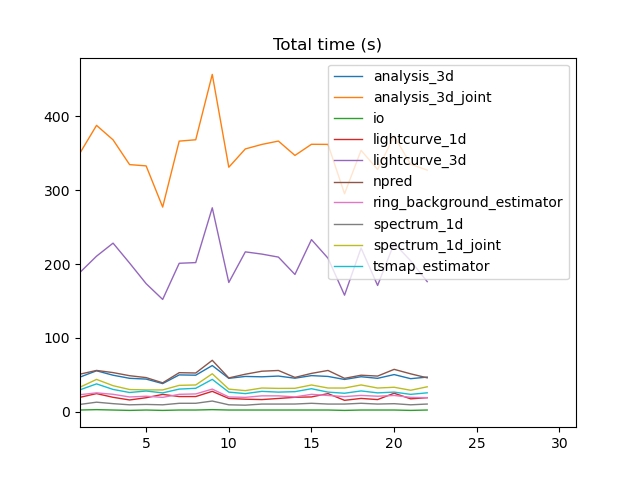 Total time (s)
analysis_3d
analysis_3d_joint
io
lightcurve_1d
lightcurve_3d
npred
ring_background_estimator
spectrum_1d
spectrum_1d_joint
tsmap_estimator
400
300
200
100
0
5 10 15 20 25 30